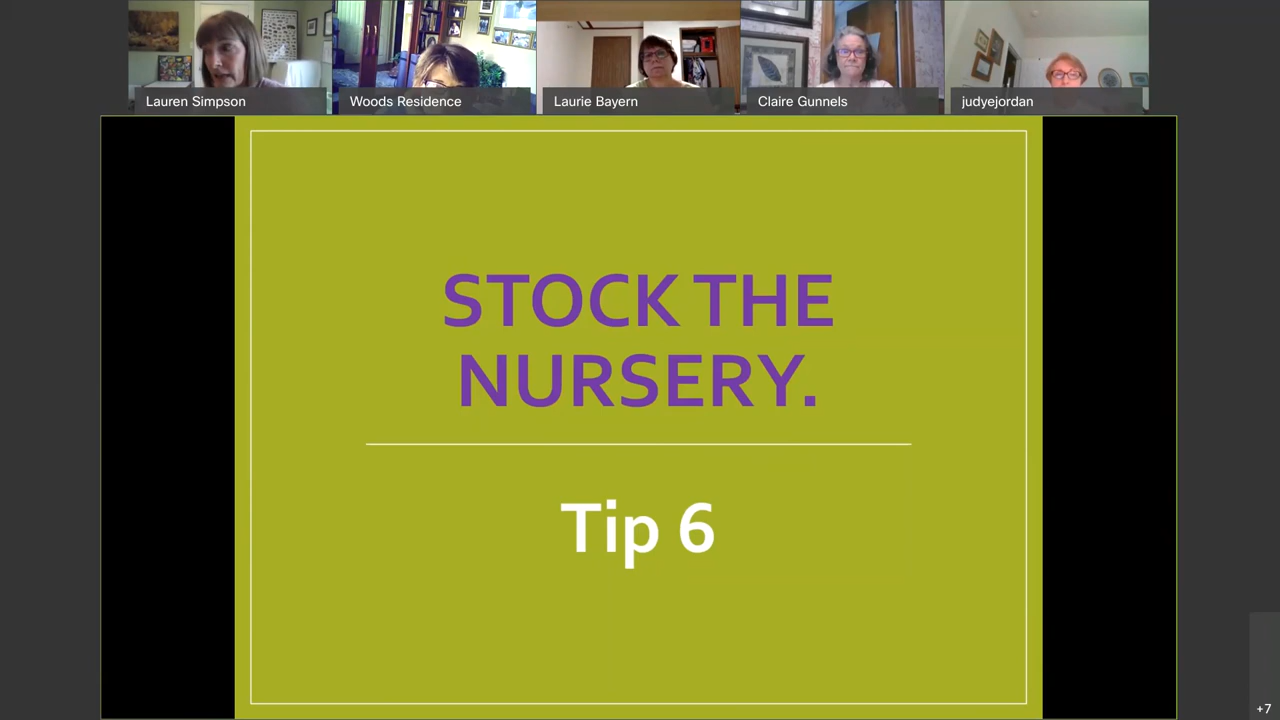 Lauren Simpson
Woods Residence
Laurie Bayern
Claire Gunnels
judyejordan
STOCK THE
NURSERY.
Tip 6
+7